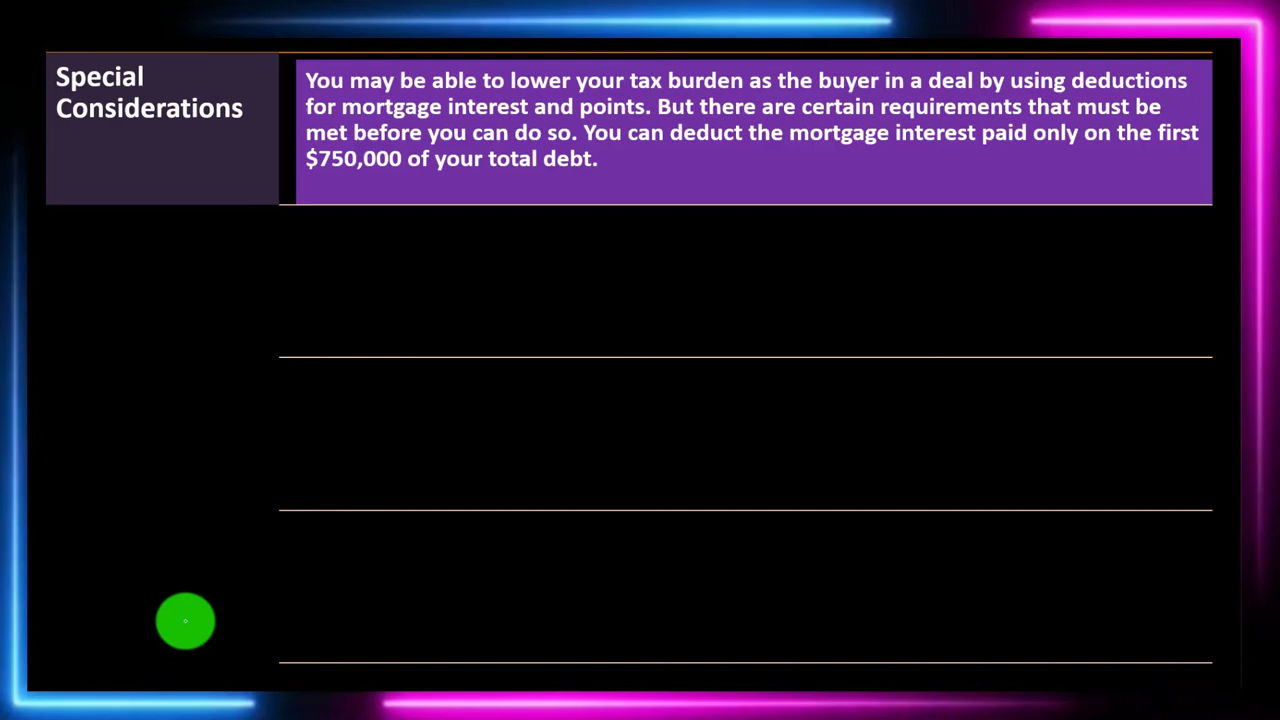 Special
Considerations
You may be able to lower your tax burden as the buyer in a deal by using deductions
for mortgage interest and points. But there are certain requirements that must be
met before you can do so. You can deduct the mortgage interest paid only on the first
$750,000 of your total debt.